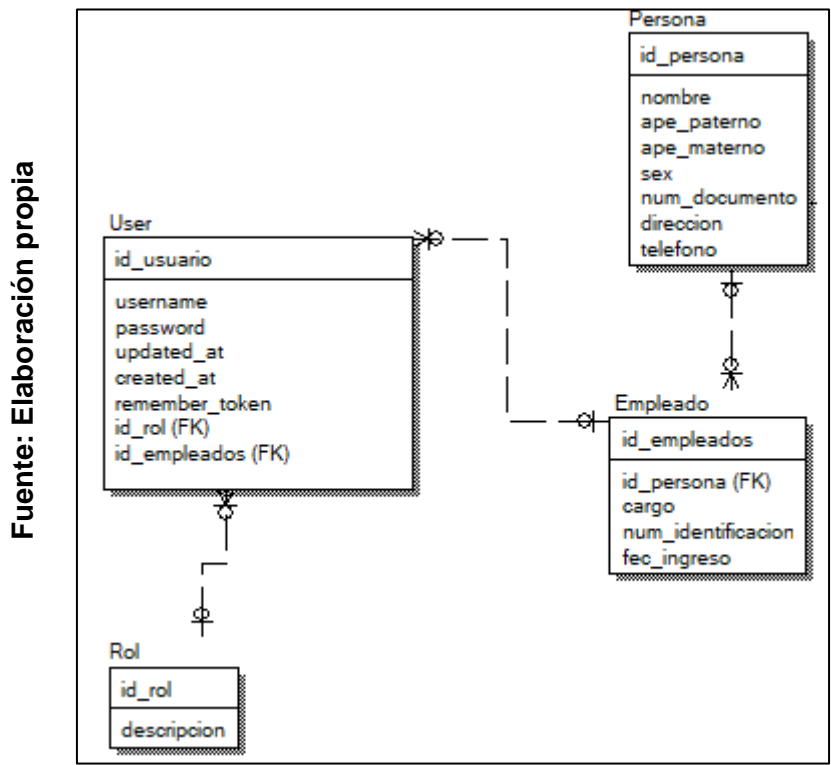 Fuente: Elaboración propia
Persona
id_persona
nombre
ape_paterno
ape_materno
sex
num_documento
direccion
telefono
User
id_usuario
username
password
updated_at
created_at
remember_token
id_rol (FK)
id_empleados (FK)
Empleado
id_empleados
id_persona (FK)
cargo
num_identificacion
fec_ingreso
Rol
id_rol
descripcion